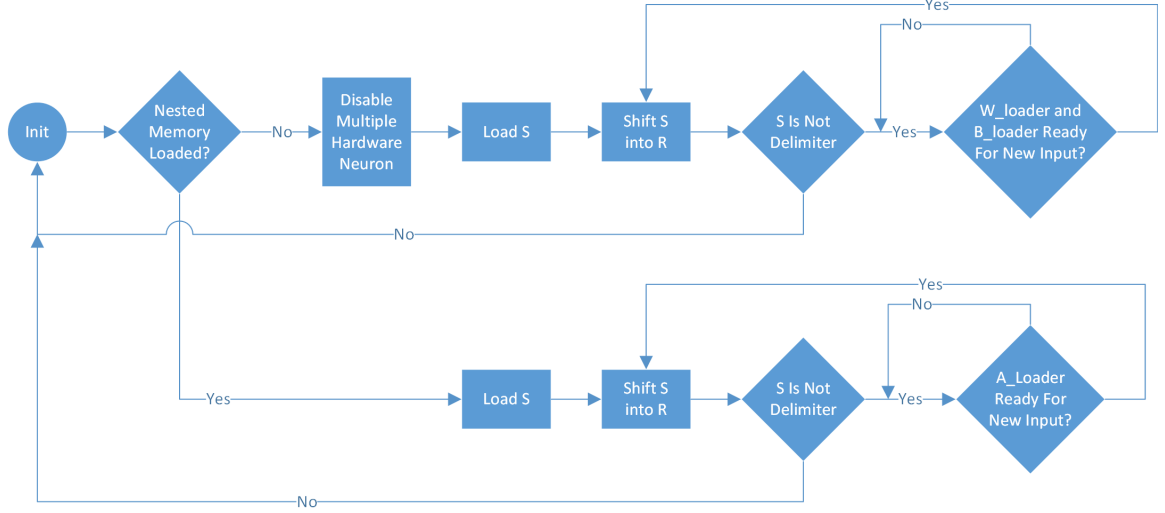 Yes
No
Init
Nested
Memory
Loaded?
No
Disable
Multiple
Hardware
Neuron
Load S
Shift S
into R
S Is Not
Delimiter
Yes
W_loader and
B_loader Ready
For New Input?
No
Yes
No
Yes
Load S
Shift S
into R
S Is Not
Delimiter
Yes
A_Loader
Ready For
New Input?
No